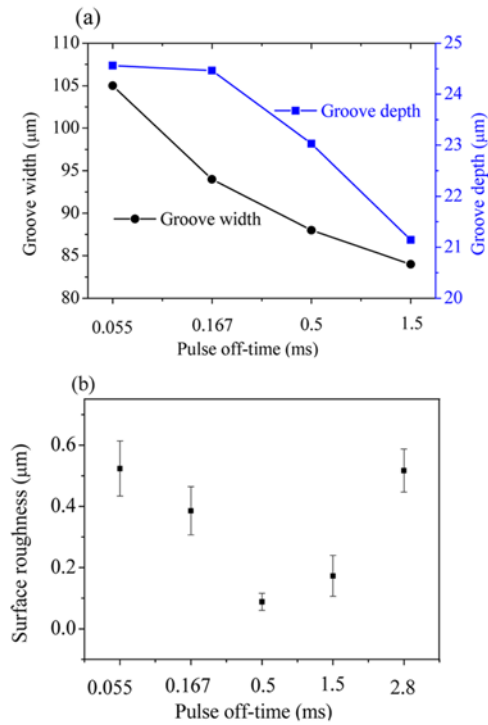 (a)
110
105
100
95
90
85
80
Groove width (μm)
25
24
23
22
21
20
Groove depth (μm)
Groove depth
Groove width
0.055 0.167 0.5 1.5
Pulse off-time (ms)
(b)
0.6
0.4
0.2
0.0
Surface roughness (μm)
0.055 0.167 0.5 1.5 2.8
Pulse off-time (ms)